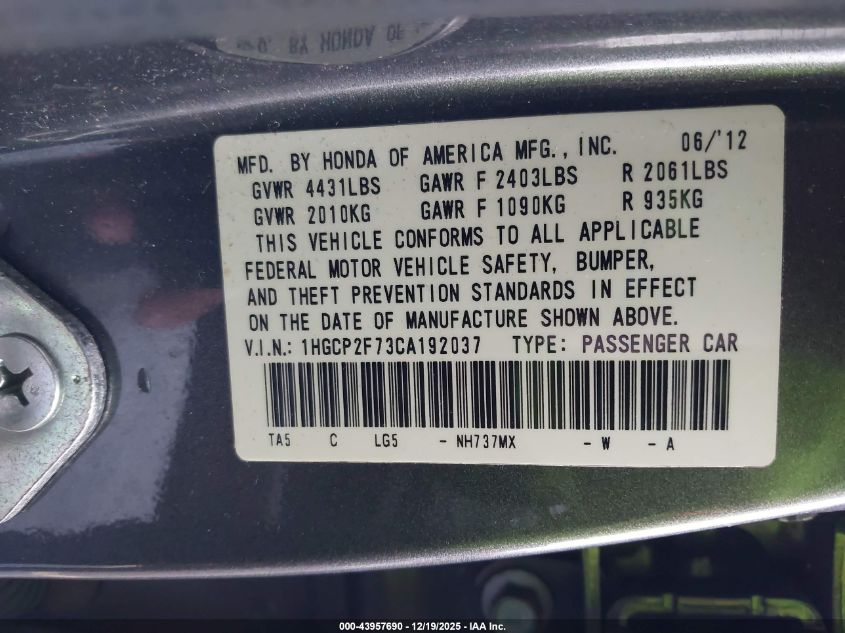 BY HONDA OF
MFD. BY HONDA OF AMERICA MFG., INC. 06/'12
GVWR 4431LBS GAWR F 2403LBS R 2061LBS
GVWR 2010KG GAWR F 1090KG R 935KG
THIS VEHICLE CONFORMS TO ALL APPLICABLE
FEDERAL MOTOR VEHICLE SAFETY, BUMPER,
AND THEFT PREVENTION STANDARDS IN EFFECT
ON THE DATE OF MANUFACTURE SHOWN ABOVE.
V.I.N.: 1HGCP2F73CA192037 TYPE: PASSENGER CAR
TA5 C LG5 - NH737MX - W - A
000-43957690 - 12/19/2025 - IAA Inc.